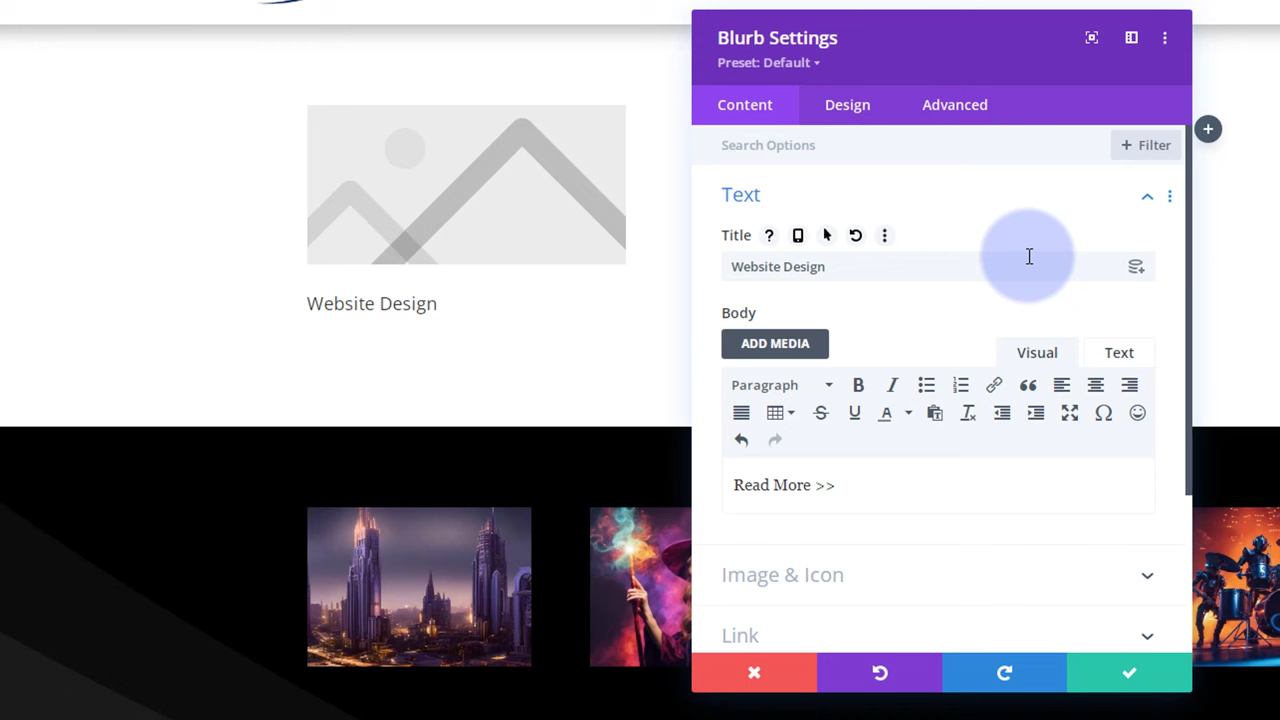 Blurb Settings
Preset: Default
Content
Design
Advanced
Search Options
+ Filter
Text
Title
Website Design
Website Design
Body
ADD MEDIA
Visual
Text
Paragraph
Read More >>
Image & Icon
Link